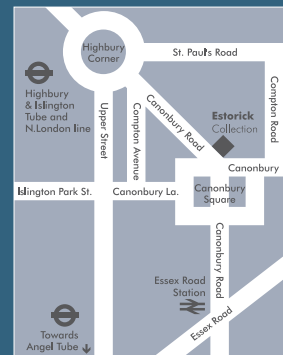 Highbury
Corner
St. Paul's Road
Highbury
& Islington
Tube and
N.London line
Upper Street
Compton Avenue
Canonbury Road
Estorick
Collection
Compton Road
Canonbury
Islington Park St.
Canonbury La.
Canonbury
Square
Canonbury Road
Essex Road
Station
Essex Road
Towards
Angel Tube